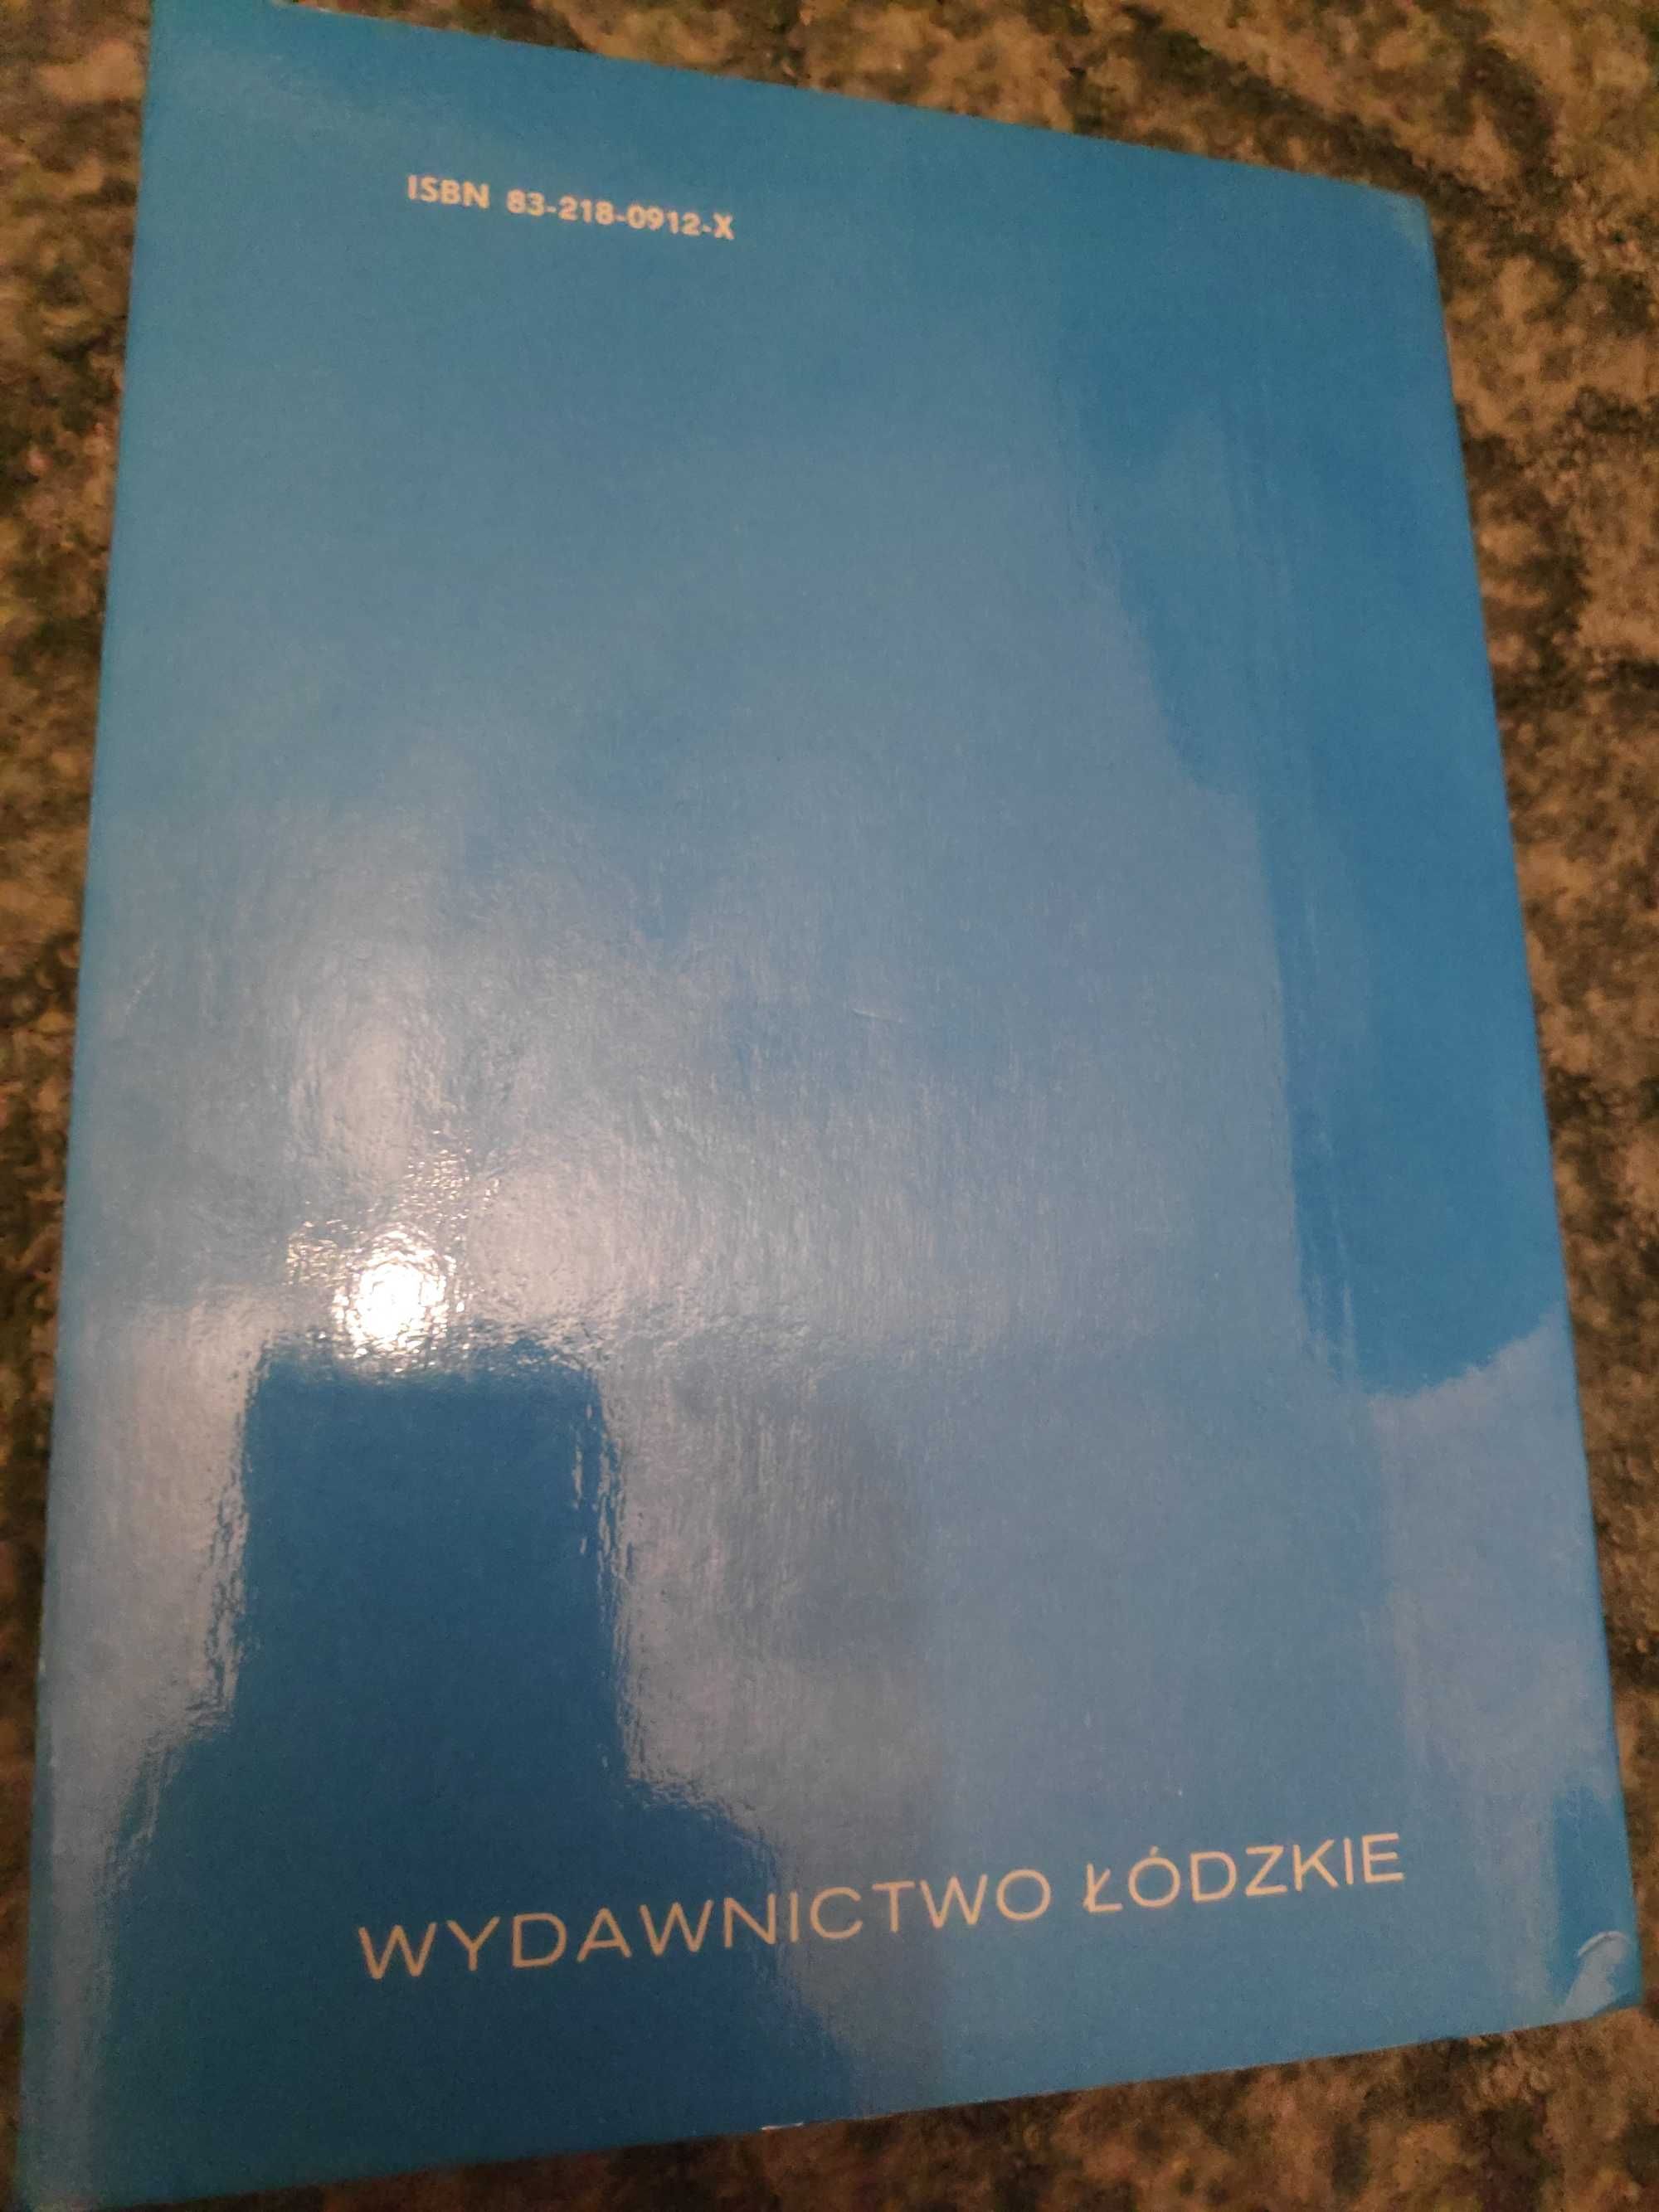 ISBN 83-218-0912-X
WYDAWNICTWO ŁÓDZKIE